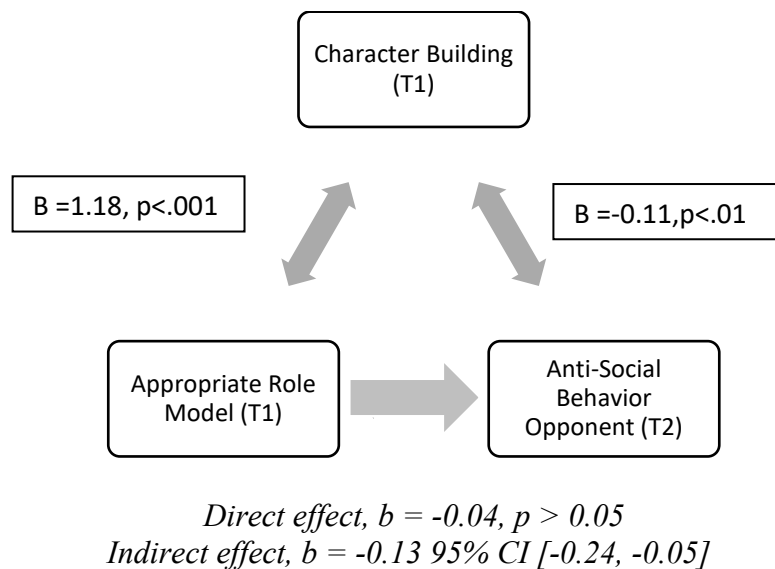 Character Building
(T1)
B =1.18, p<.001
B =-0.11,p<.01
Appropriate Role
Model (T1)
Anti-Social
Behavior
Opponent (T2)
Direct effect, b = -0.04, p > 0.05
Indirect effect, b = -0.13 95% CI [-0.24, -0.05]